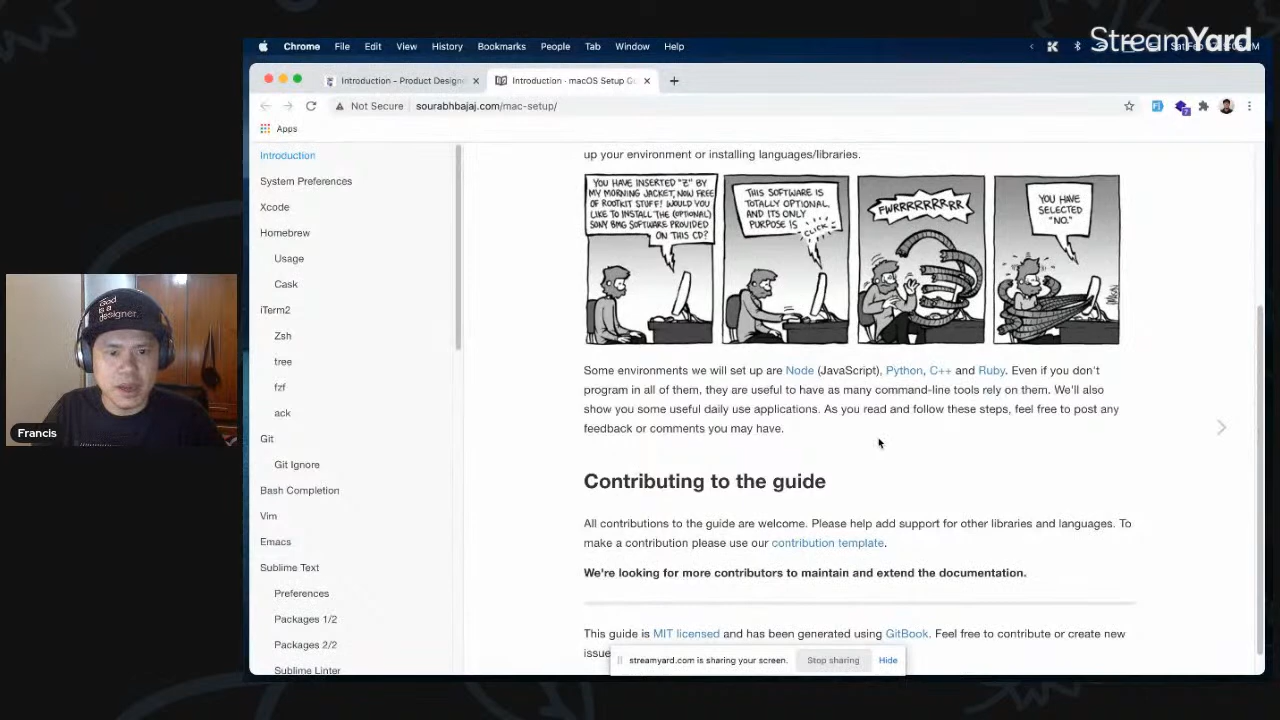 StreamYard
Chrome File Edit View History Bookmarks People Tab Window Help
Introduction – Product Designe
Introduction · macOS Setup Gu
Not Secure sourabhbajaj.com/mac-setup/
Apps
Introduction
System Preferences
Xcode
Homebrew
Usage
Cask
iTerm2
Zsh
tree
fzf
ack
Git
Git Ignore
Bash Completion
Vim
Emacs
Sublime Text
Preferences
Packages 1/2
Packages 2/2
Sublime Linter
up your environment or installing languages/libraries.
YOU HAVE INSERTED "Z" BY
MY MORNING JACKET, NOW FREE
OF ROOTKIT STUFF! WOULD YOU
LIKE TO INSTALL THE (OPTIONAL)
SONY BMG SOFTWARE PROVIDED
ON THIS CD?
THIS SOFTWARE IS
TOTALLY OPTIONAL,
AND ITS ONLY
PURPOSE IS
CLICK
FWRRRRRRRRR
YOU HAVE
SELECTED
"NO."
Some environments we will set up are Node (JavaScript), Python, C++ and Ruby. Even if you don't
program in all of them, they are useful to have as many command-line tools rely on them. We'll also
show you some useful daily use applications. As you read and follow these steps, feel free to post any
feedback or comments you may have.
Contributing to the guide
All contributions to the guide are welcome. Please help add support for other libraries and languages. To
make a contribution please use our contribution template.
We're looking for more contributors to maintain and extend the documentation.
This guide is MIT licensed and has been generated using GitBook. Feel free to contribute or create new
issue
streamyard.com is sharing your screen. Stop sharing Hide
God
is a
designer.
Francis